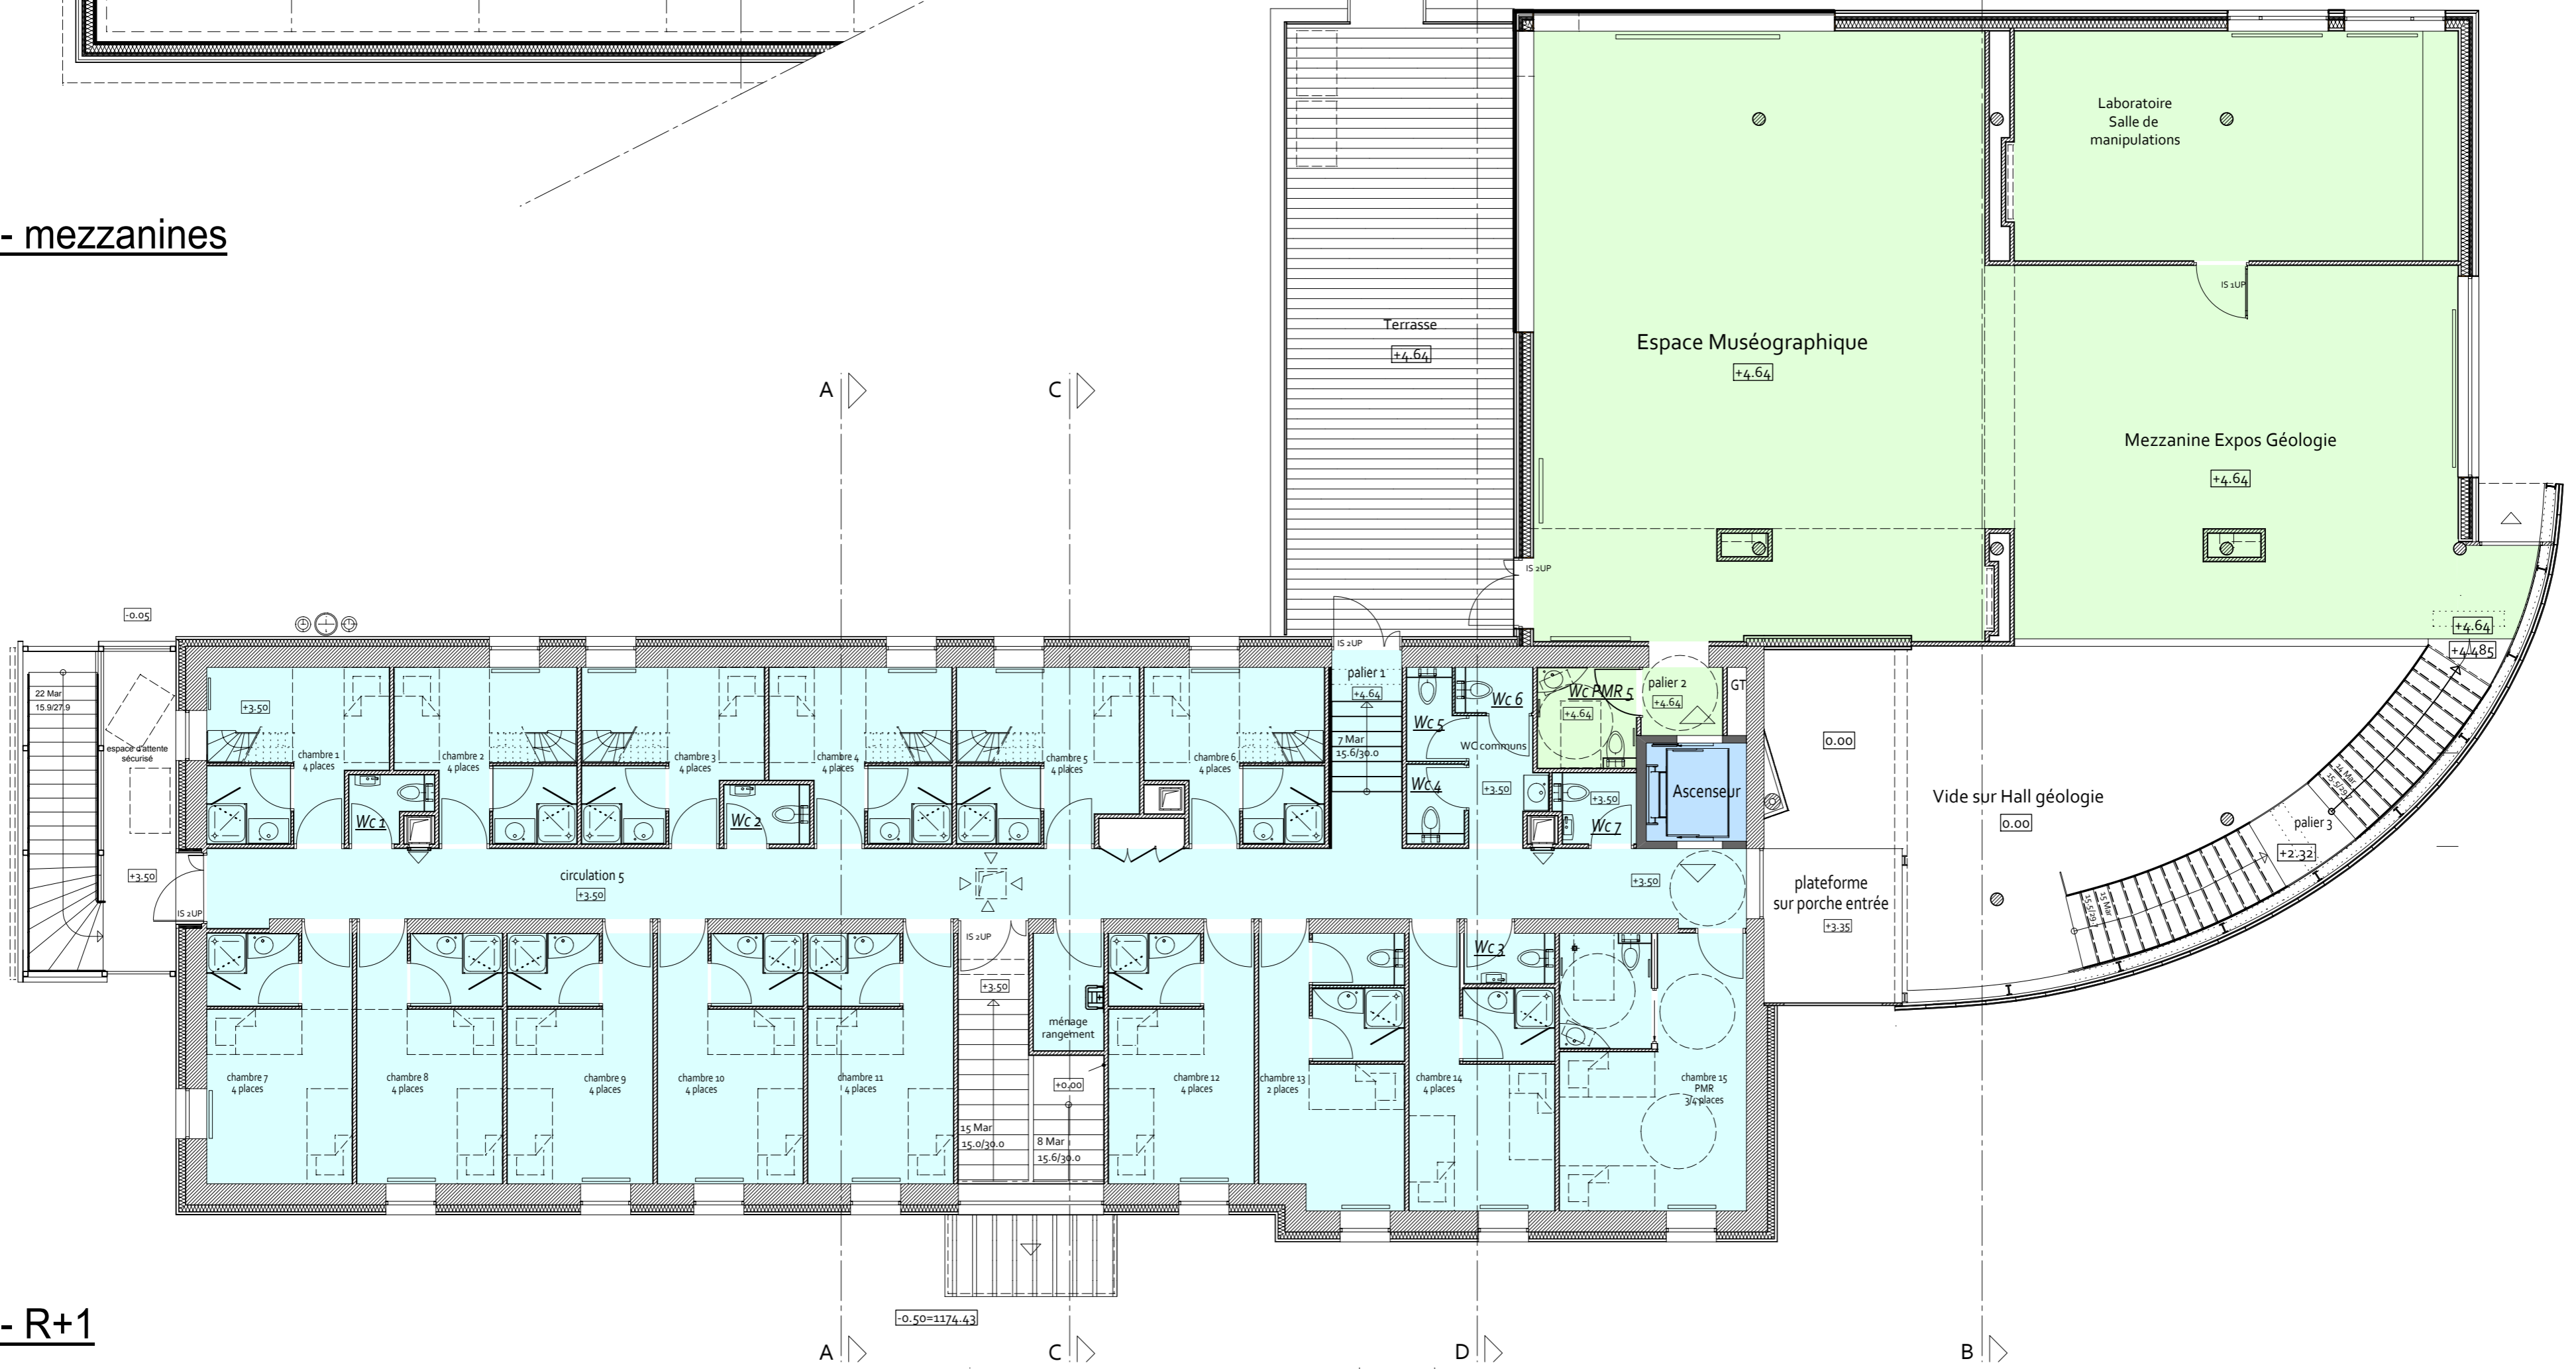 - mezzanines
Laboratoire
Salle de
manipulations
IS 1UP
Terrasse
+4.64
Espace Muséographique
+4.64
A
C
Mezzanine Expos Géologie
+4.64
IS 2UP
-0.05
IS 2UP
+4.64
+4.485
22 Mar
15.9/27.9
espace d'attente
sécurisé
+3.50
+3.50
IS 2UP
chambre 1
4 places
chambre 2
4 places
chambre 3
4 places
chambre 4
4 places
chambre 5
4 places
chambre 6
4 places
Wc 1
Wc 2
palier 1
+4.64
7 Mar
15.6/30.0
Wc 5
Wc 6
WC communs
Wc 4
+3.50
Wc PMR 5
+4.64
palier 2
+4.64
GT
+3.50
Wc 7
Ascenseur
0.00
Vide sur Hall géologie
0.00
14 Mar
palier 3
+2.32
15 Mar
circulation 5
+3.50
+3.50
plateforme
sur porche entrée
+3.35
IS 2UP
+3.50
ménage
rangement
+0.00
15 Mar
15.0/30.0
8 Mar
15.6/30.0
Wc 3
chambre 7
4 places
chambre 8
4 places
chambre 9
4 places
chambre 10
4 places
chambre 11
4 places
chambre 12
4 places
chambre 13
2 places
chambre 14
4 places
chambre 15
PMR
3/4 places
-0.50=1174.43
- R+1
A
C
D
B